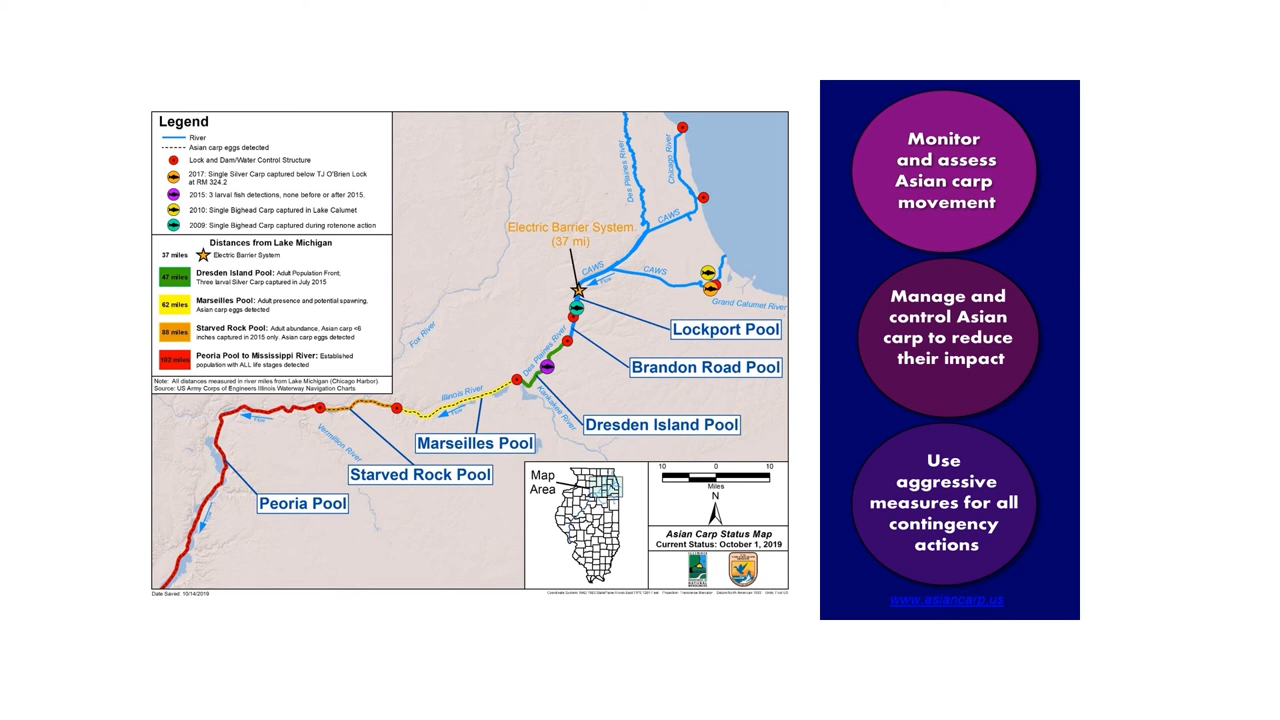 Legend
River
Asian carp eggs detected
Lock and Dam/Water Control Structure
2017: Single Silver Carp captured below TJ O'Brien Lock
at RM 324.2
2015: 3 larval fish detections, none before or after 2015.
2010: Single Bighead Carp captured in Lake Calumet
2009: Single Bighead Carp captured during rotenone action
Distances from Lake Michigan
37 miles Electric Barrier System
47 miles Dresden Island Pool: Adult Population Front,
Three larval Silver Carp captured in July 2015
62 miles Marseilles Pool: Adult presence and potential spawning,
Asian carp eggs detected
88 miles Starved Rock Pool: Adult abundance, Asian carp <6
inches captured in 2015 only. Asian carp eggs detected
102 miles Peoria Pool to Mississippi River: Established
population with ALL life stages detected
Note: All distances measured in river miles from Lake Michigan (Chicago Harbor).
Source: US Army Corps of Engineers Illinois Waterway Navigation Charts
Des Plaines River
Chicago River
CAWS
Electric Barrier System
(37 mi)
CAWS
CAWS
Flow
Grand Calumet River
Lockport Pool
Fox River
Des Plaines River
Brandon Road Pool
Illinois River
Flow
Kankakee River
Dresden Island Pool
Flow
Vermillion River
Marseilles Pool
Starved Rock Pool
Peoria Pool
Flow
Map
Area
10 0 10
Miles
N
Asian Carp Status Map
Current Status: October 1, 2019
Date Saved: 10/14/2019
Monitor
and assess
Asian carp
movement
Manage and
control Asian
carp to reduce
their impact
Use
aggressive
measures for all
contingency
actions
www.asiancarp.us